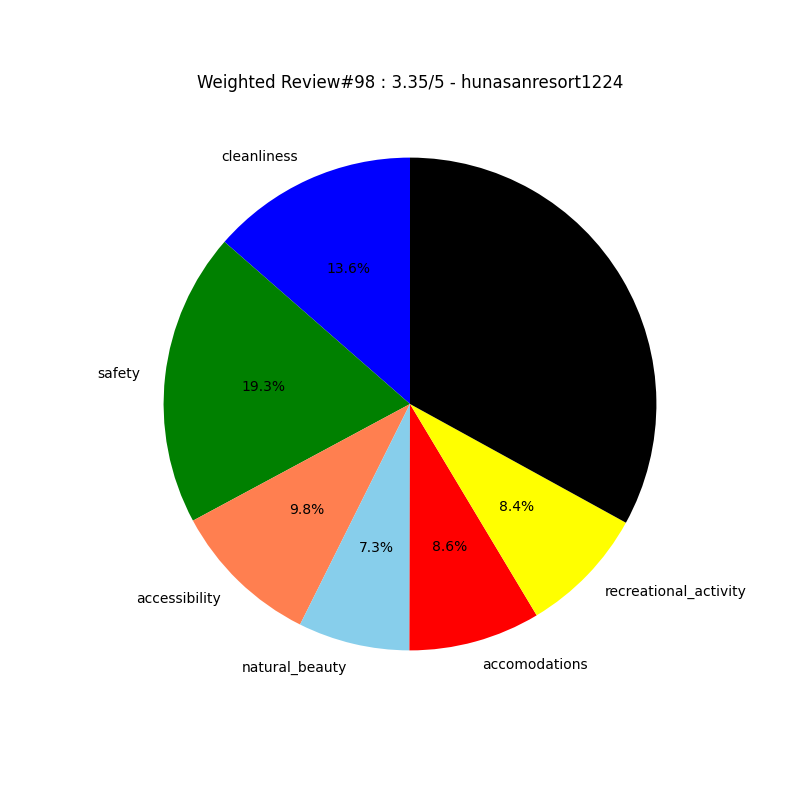 Weighted Review#98 : 3.35/5 - hunasanresort1224
cleanliness
13.6%
safety
19.3%
accessibility
9.8%
natural_beauty
7.3%
accomodations
8.6%
recreational_activity
8.4%